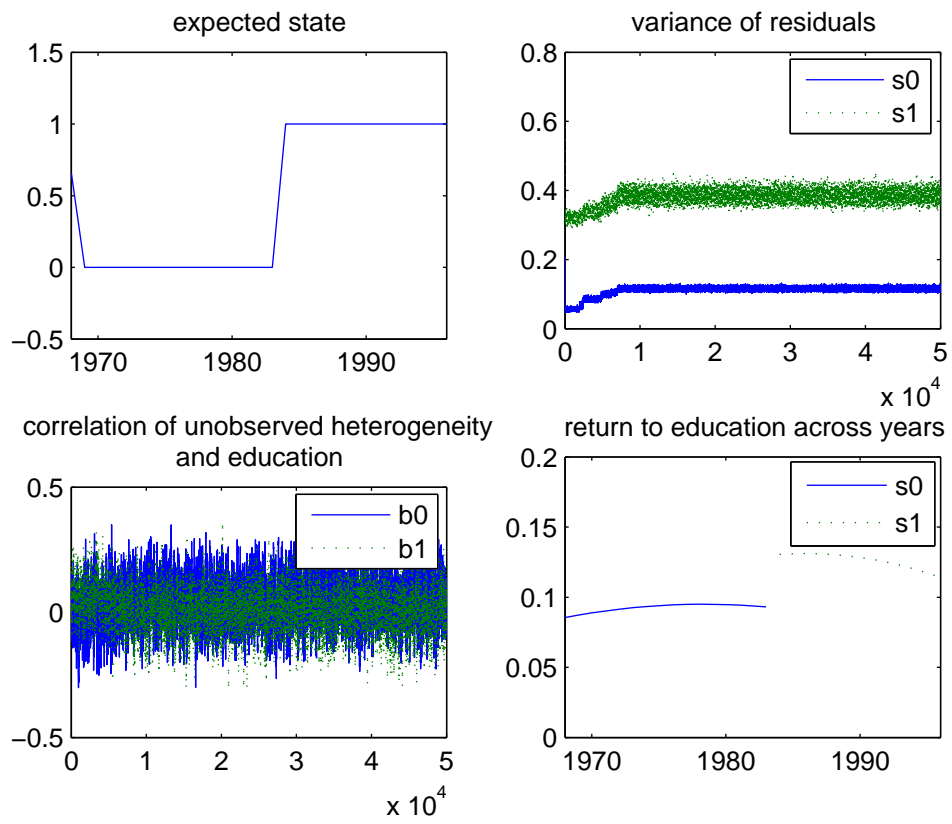 expected state
1.5
1
0.5
0
−0.5
1970 1980 1990
variance of residuals
0.8
0.6
0.4
0.2
0
s0
s1
0 1 2 3 4 5
x 10^4
correlation of unobserved heterogeneity
and education
0.5
0
−0.5
b0
b1
0 1 2 3 4 5
x 10^4
return to education across years
0.2
0.15
0.1
0.05
0
s0
s1
1970 1980 1990